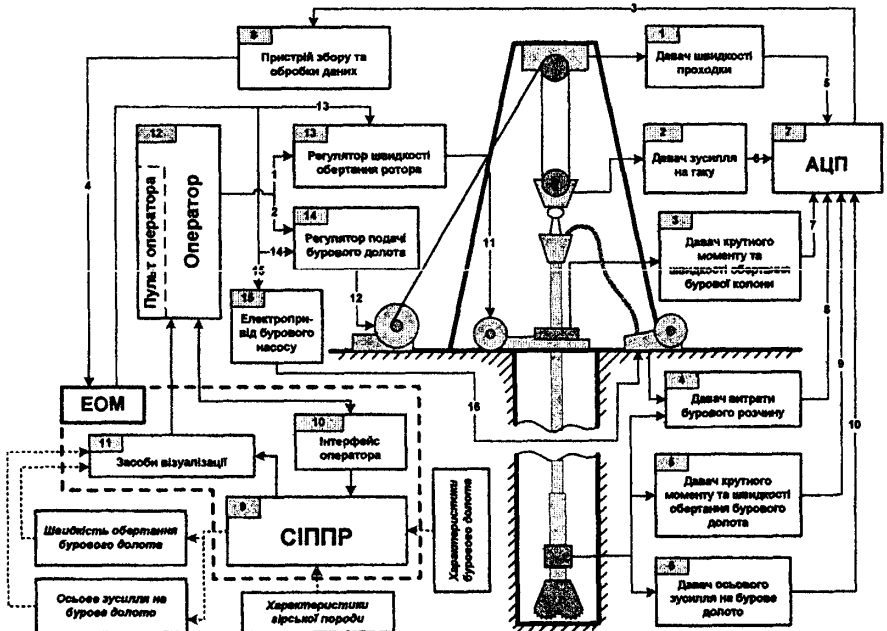 3
8
Пристрій збору та
обробки даних
1
Давач швидкості
проходки
5
13
12
Оператор
Пульт оператора
13
Регулятор швидкості
обертання ротора
2
Давач зусилля
на гаку
6
7
АЦП
4
1
2
14
Регулятор подачі
бурового долота
14
15
11
3
Давач крутного
моменту та
швидкості обертання
бурової колони
7
12
Електропри-
від бурового
насосу
8
9
16
4
Давач витрати
бурового розчину
10
ЕОМ
10
Інтерфейс
оператора
11
Засоби візуалізації
Давач крутного
моменту та швидкості
обертання бурового
долота
9
СІППР
Характеристики
бурового долота
Швидкість обертання
бурового долота
Осьове зусилля на
бурове долото
Характеристики
гірської породи
Давач осьового
зусилля на бурове
долото